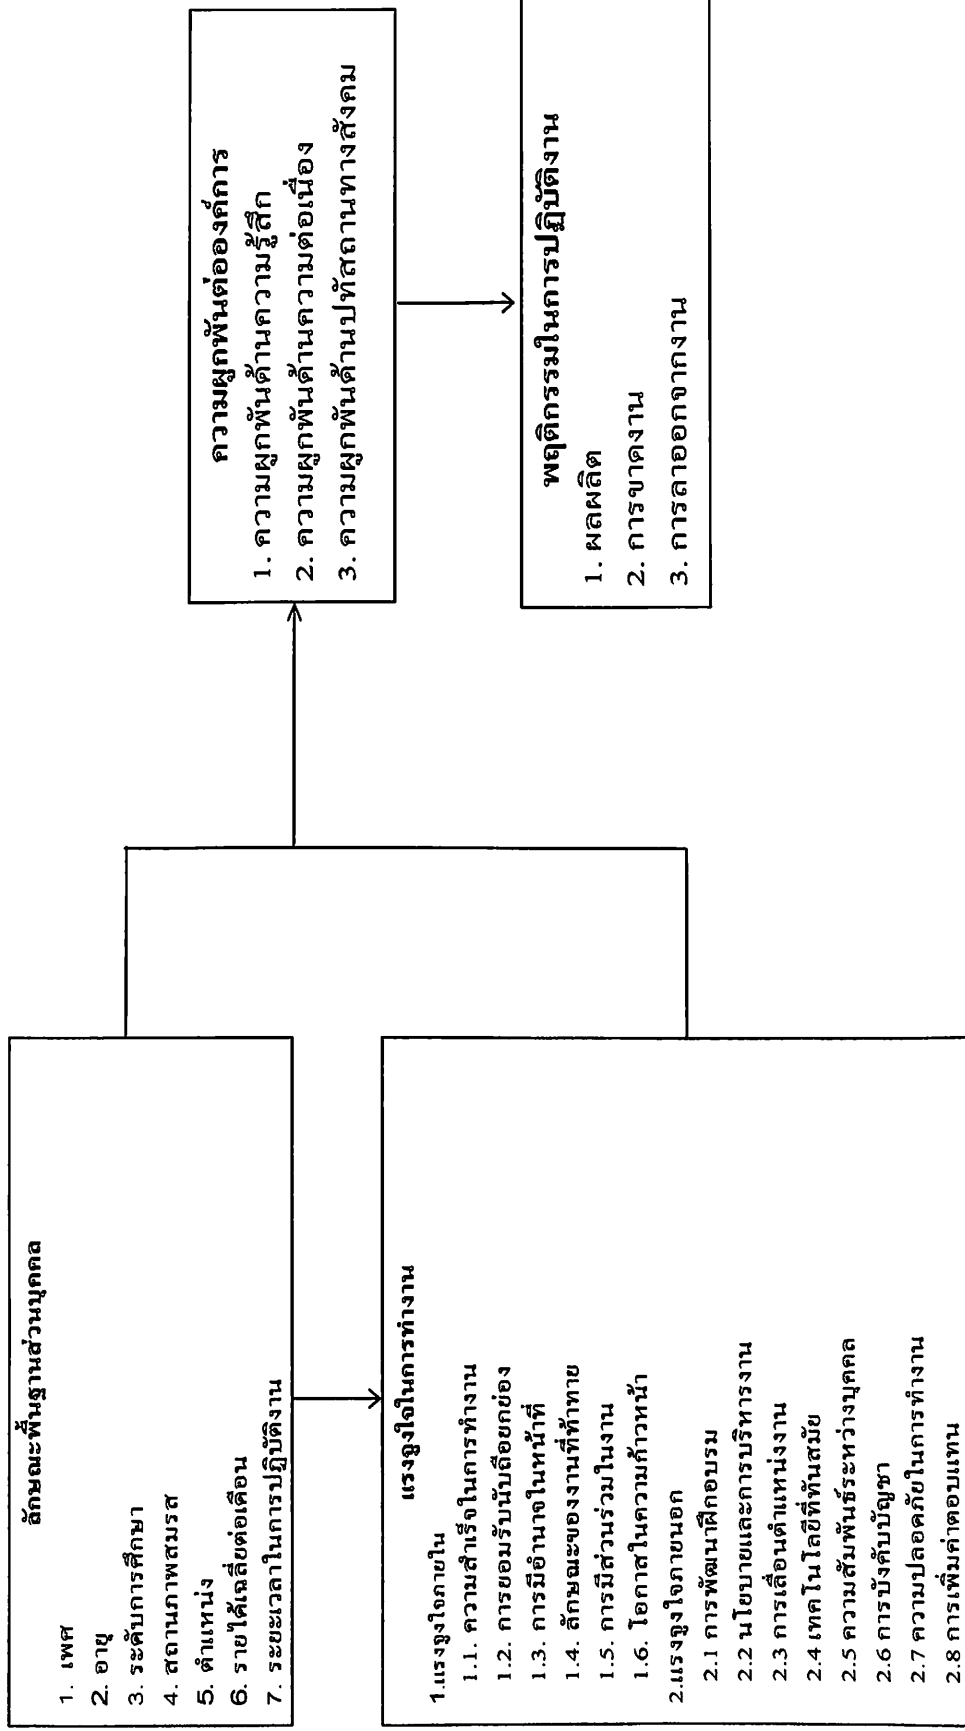 ลักษณะพื้นฐานส่วนบุคคล
1. เพศ
2. อายุ
3. ระดับการศึกษา
4. สถานภาพสมรส
5. ตำแหน่ง
6. รายได้เฉลี่ยต่อเดือน
7. ระยะเวลาในการปฏิบัติงาน
แรงจูงใจในการทำงาน
1.แรงจูงใจภายใน
1.1. ความสำเร็จในการทำงาน
1.2. การยอมรับนับถือยกย่อง
1.3. การมีอำนาจในหน้าที่
1.4. ลักษณะของงานที่ท้าทาย
1.5. การมีส่วนร่วมในงาน
1.6. โอกาสในความก้าวหน้า
2.แรงจูงใจภายนอก
2.1 การพัฒนาฝึกอบรม
2.2 นโยบายและการบริหารงาน
2.3 การเลื่อนตำแหน่งงาน
2.4 เทคโนโลยีที่ทันสมัย
2.5 ความสัมพันธ์ระหว่างบุคคล
2.6 การบังคับบัญชา
2.7 ความปลอดภัยในการทำงาน
2.8 การเพิ่มค่าตอบแทน
ความผูกพันต่อองค์การ
1. ความผูกพันด้านความรู้สึก
2. ความผูกพันด้านความต่อเนื่อง
3. ความผูกพันด้านปทัสถานทางสังคม
พฤติกรรมในการปฏิบัติงาน
1. ผลผลิต
2. การขาดงาน
3. การลาออกจากงาน